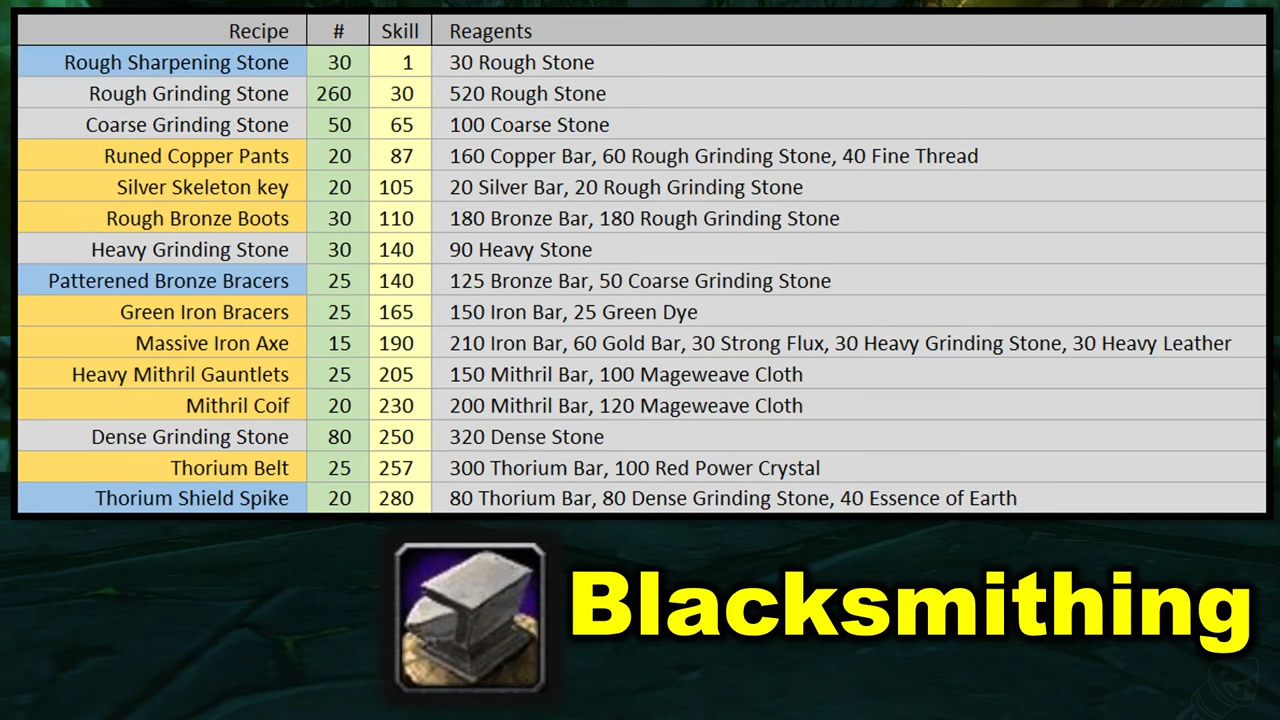 Recipe # Skill Reagents
Rough Sharpening Stone 30 1 30 Rough Stone
Rough Grinding Stone 260 30 520 Rough Stone
Coarse Grinding Stone 50 65 100 Coarse Stone
Runed Copper Pants 20 87 160 Copper Bar, 60 Rough Grinding Stone, 40 Fine Thread
Silver Skeleton key 20 105 20 Silver Bar, 20 Rough Grinding Stone
Rough Bronze Boots 30 110 180 Bronze Bar, 180 Rough Grinding Stone
Heavy Grinding Stone 30 140 90 Heavy Stone
Patterened Bronze Bracers 25 140 125 Bronze Bar, 50 Coarse Grinding Stone
Green Iron Bracers 25 165 150 Iron Bar, 25 Green Dye
Massive Iron Axe 15 190 210 Iron Bar, 60 Gold Bar, 30 Strong Flux, 30 Heavy Grinding Stone, 30 Heavy Leather
Heavy Mithril Gauntlets 25 205 150 Mithril Bar, 100 Mageweave Cloth
Mithril Coif 20 230 200 Mithril Bar, 120 Mageweave Cloth
Dense Grinding Stone 80 250 320 Dense Stone
Thorium Belt 25 257 300 Thorium Bar, 100 Red Power Crystal
Thorium Shield Spike 20 280 80 Thorium Bar, 80 Dense Grinding Stone, 40 Essence of Earth
Blacksmithing